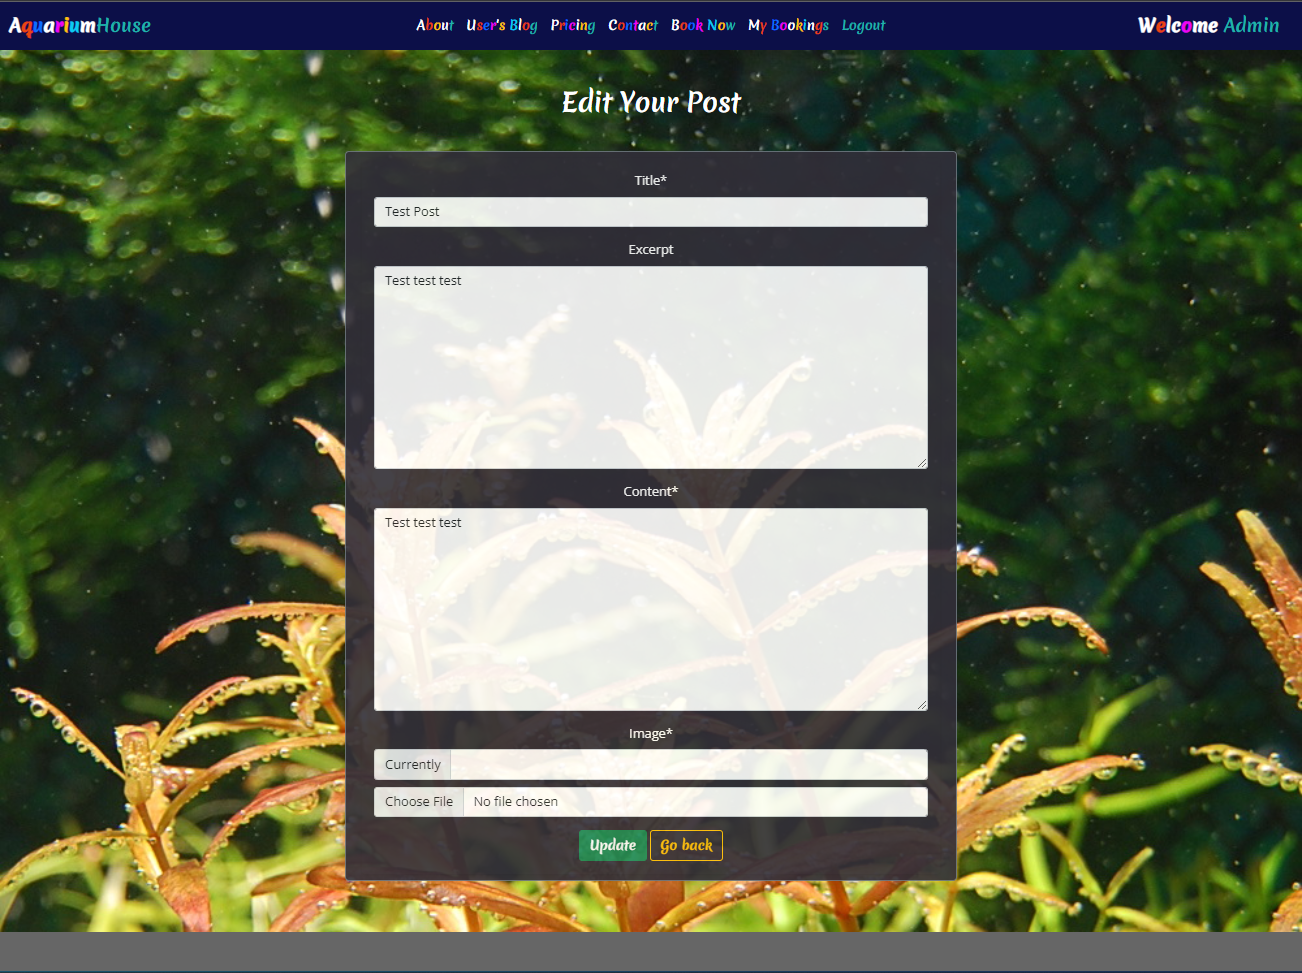 AquariumHouse
About User's Blog Pricing Contact Book Now My Bookings Logout
Welcome Admin
Edit Your Post
Title*
Test Post
Excerpt
Test test test
Content*
Test test test
Image*
Currently
Choose File No file chosen
Update Go back